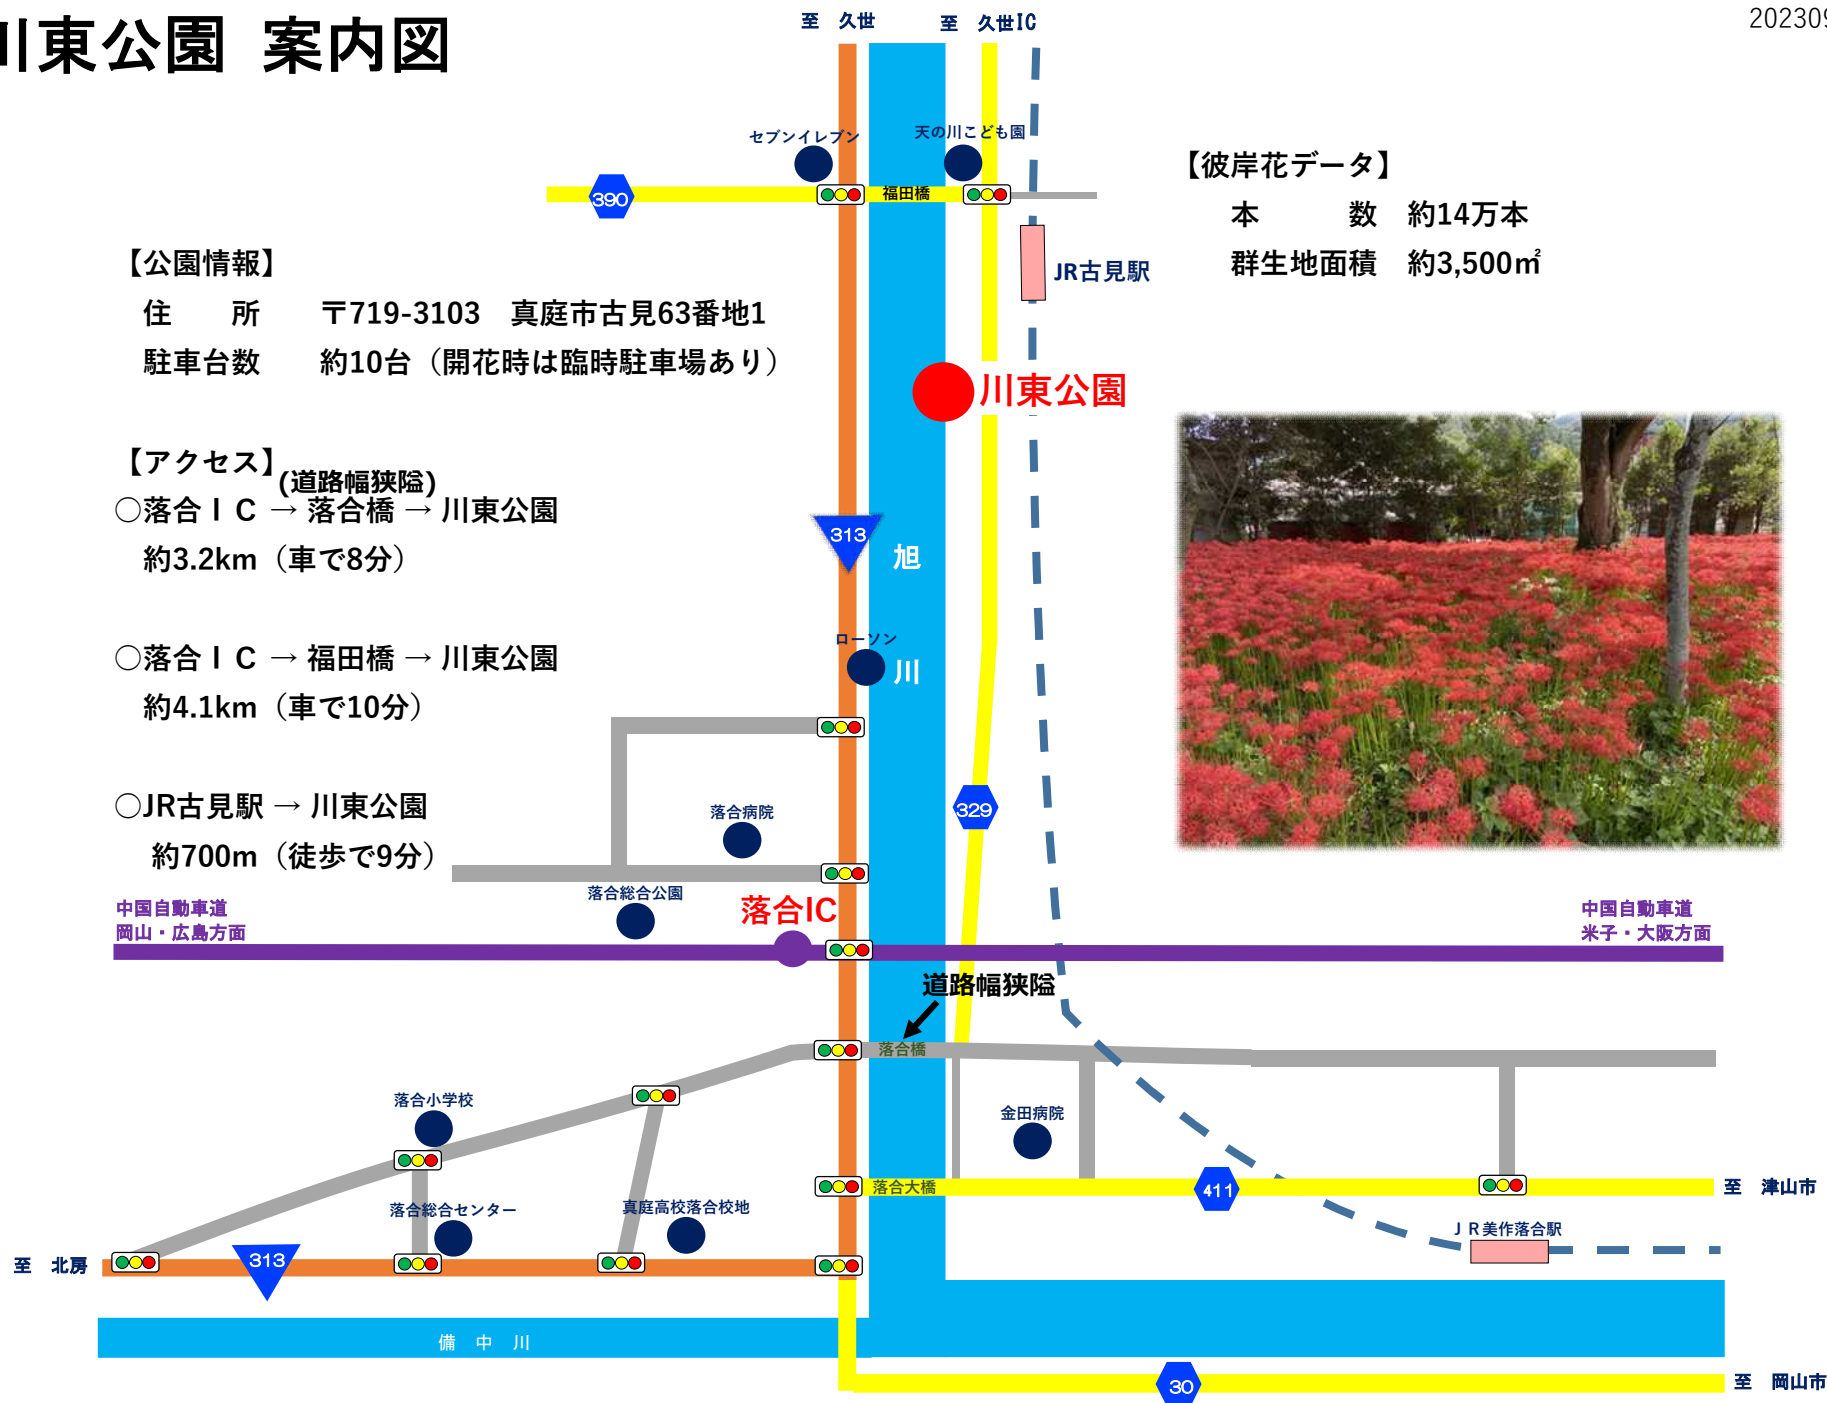 川東公園 案内図
202309
至 久世
至 久世IC
セブンイレブン
天の川こども園
390
福田橋
JR古見駅
【彼岸花データ】
本　　　数　約14万本
群生地面積　約3,500㎡
【公園情報】
住　　所　　〒719-3103　真庭市古見63番地1
駐車台数　　約10台（開花時は臨時駐車場あり）
川東公園
【アクセス】
(道路幅狭隘)
○落合ＩＣ → 落合橋 → 川東公園
約3.2km（車で8分）
○落合ＩＣ → 福田橋 → 川東公園
約4.1km（車で10分）
○JR古見駅 → 川東公園
約700m（徒歩で9分）
313
旭
川
ローソン
329
落合病院
落合総合公園
落合IC
中国自動車道
岡山・広島方面
中国自動車道
米子・大阪方面
道路幅狭隘
落合橋
落合小学校
金田病院
落合大橋
411
至 津山市
落合総合センター
真庭高校落合校地
ＪＲ美作落合駅
至 北房
313
備 中 川
30
至 岡山市